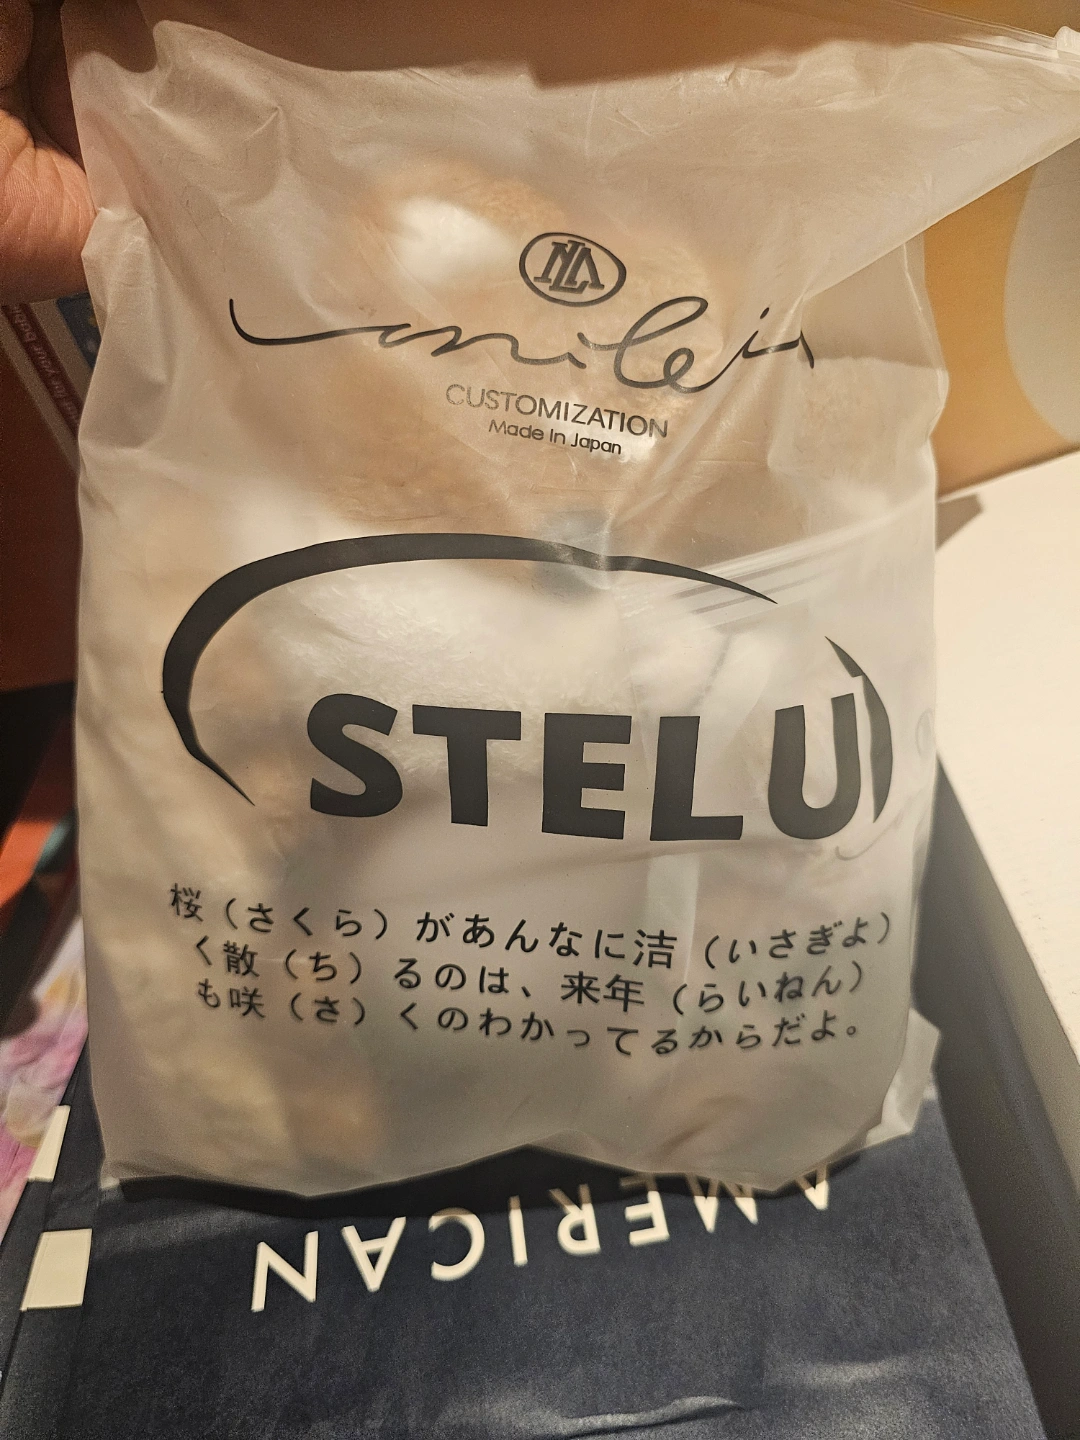 CUSTOMIZATION
Made In Japan
STELU
桜（さくら）があんなに洁（いさぎよ）
く散（ち）るのは、来年（らいねん）
も咲（さ）くのわかってるからだよ。
AMERICAN